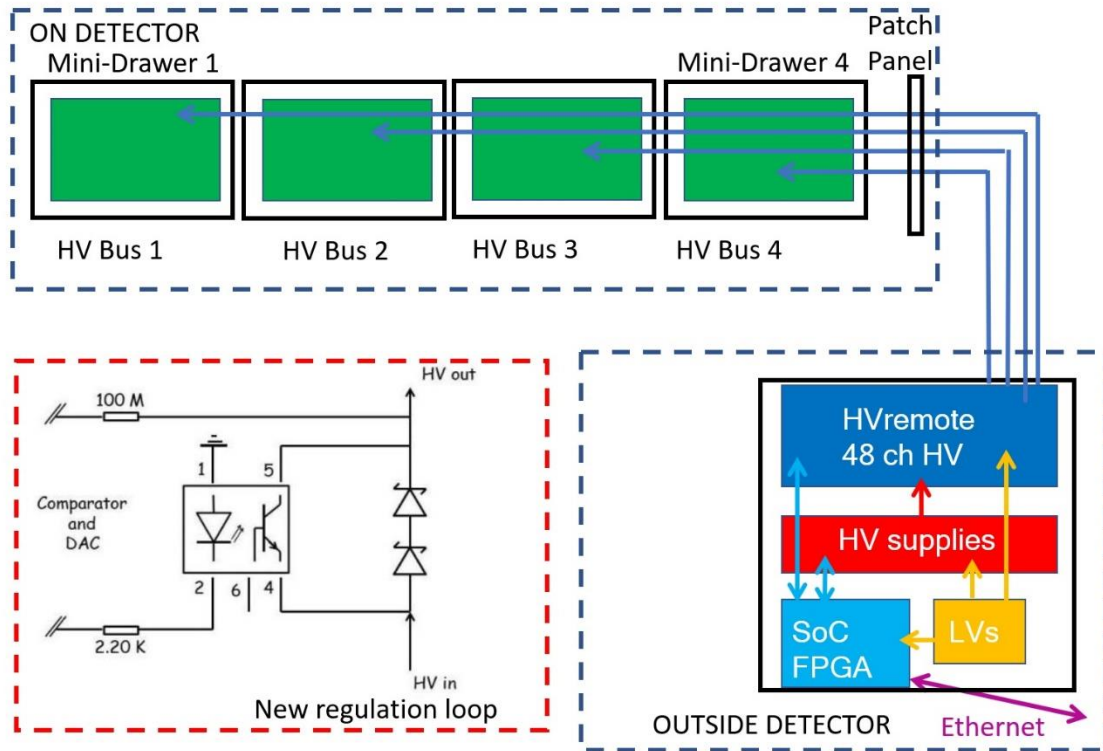 ON DETECTOR
Mini-Drawer 1
Mini-Drawer 4
Patch
Panel
HV Bus 1
HV Bus 2
HV Bus 3
HV Bus 4
HV out
100 M
1
5
Comparator
and
DAC
2
6
4
2.20 K
HV in
New regulation loop
HVremote
48 ch HV
HV supplies
SoC
FPGA
LVs
OUTSIDE DETECTOR
Ethernet